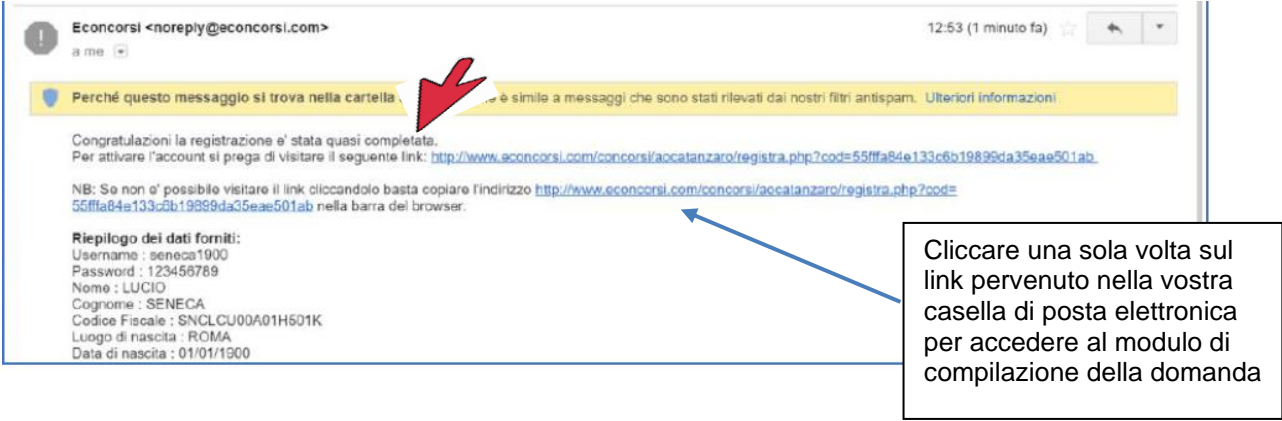 Econcorsi <noreply@econcorsi.com>
12:53 (1 minuto fa)
a me
Perché questo messaggio si trova nella cartella è simile a messaggi che sono stati rilevati dai nostri filtri antispam. Ulteriori informazioni
Congratulazioni la registrazione e' stata quasi completata.
Per attivare l'account si prega di visitare il seguente link: http://www.econcorsi.com/concorsi/aocatanzaro/registra.php?cod=55fffa84e133c6b19899da35eae501ab
NB: Se non e' possibile visitare il link cliccandolo basta copiare l'indirizzo http://www.econcorsi.com/concorsi/aocatanzaro/registra.php?cod=
55fffa84e133c6b19899da35eae501ab nella barra del browser.
Riepilogo dei dati forniti:
Username : seneca1900
Password : 123456789
Nome : LUCIO
Cognome : SENECA
Codice Fiscale : SNCLCU00A01H501K
Luogo di nascita : ROMA
Data di nascita : 01/01/1900
Cliccare una sola volta sul
link pervenuto nella vostra
casella di posta elettronica
per accedere al modulo di
compilazione della domanda